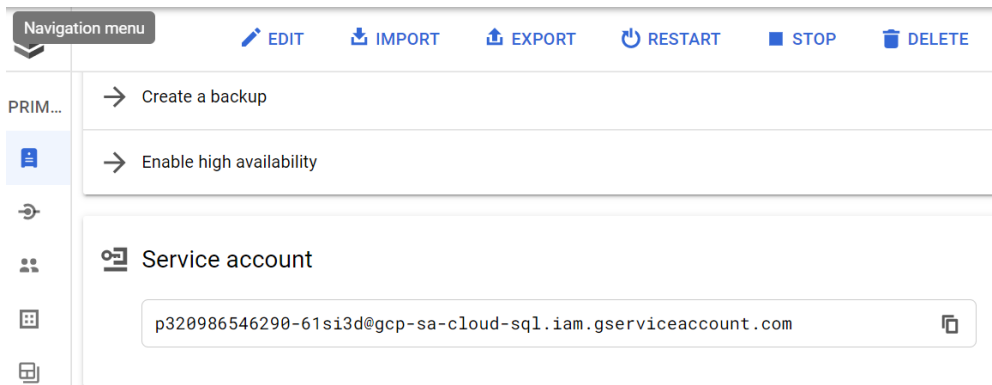 Navigation menu
EDIT IMPORT EXPORT RESTART STOP DELETE
PRIM...
Create a backup
Enable high availability
Service account
p320986546290-61si3d@gcp-sa-cloud-sql.iam.gserviceaccount.com